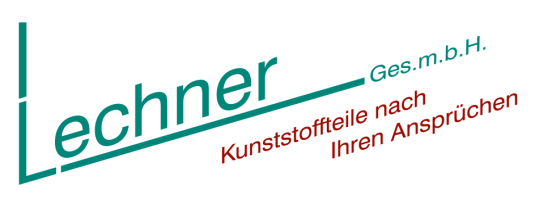 Lechner
Ges.m.b.H.
Kunststoffteile nach
Ihren Ansprüchen